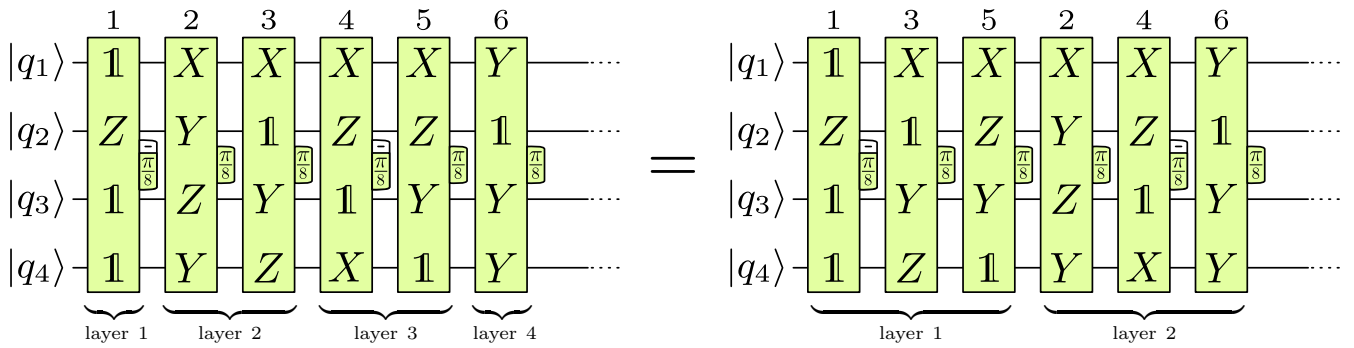 1 2 3 4 5 6 1 3 5 2 4 6
|q₁⟩ 𝟙 X X X X Y |q₁⟩ 𝟙 X X X X Y
|q₂⟩ Z Y 𝟙 Z Z 𝟙 |q₂⟩ Z 𝟙 Z Y Z 𝟙
-π/8 π/8 π/8 -π/8 π/8 π/8 = -π/8 π/8 π/8 π/8 -π/8 π/8
|q₃⟩ 𝟙 Z Y 𝟙 Y Y |q₃⟩ 𝟙 Y Y Z 𝟙 Y
|q₄⟩ 𝟙 Y Z X 𝟙 Y |q₄⟩ 𝟙 Z 𝟙 Y X Y
layer 1 layer 2 layer 3 layer 4 layer 1 layer 2